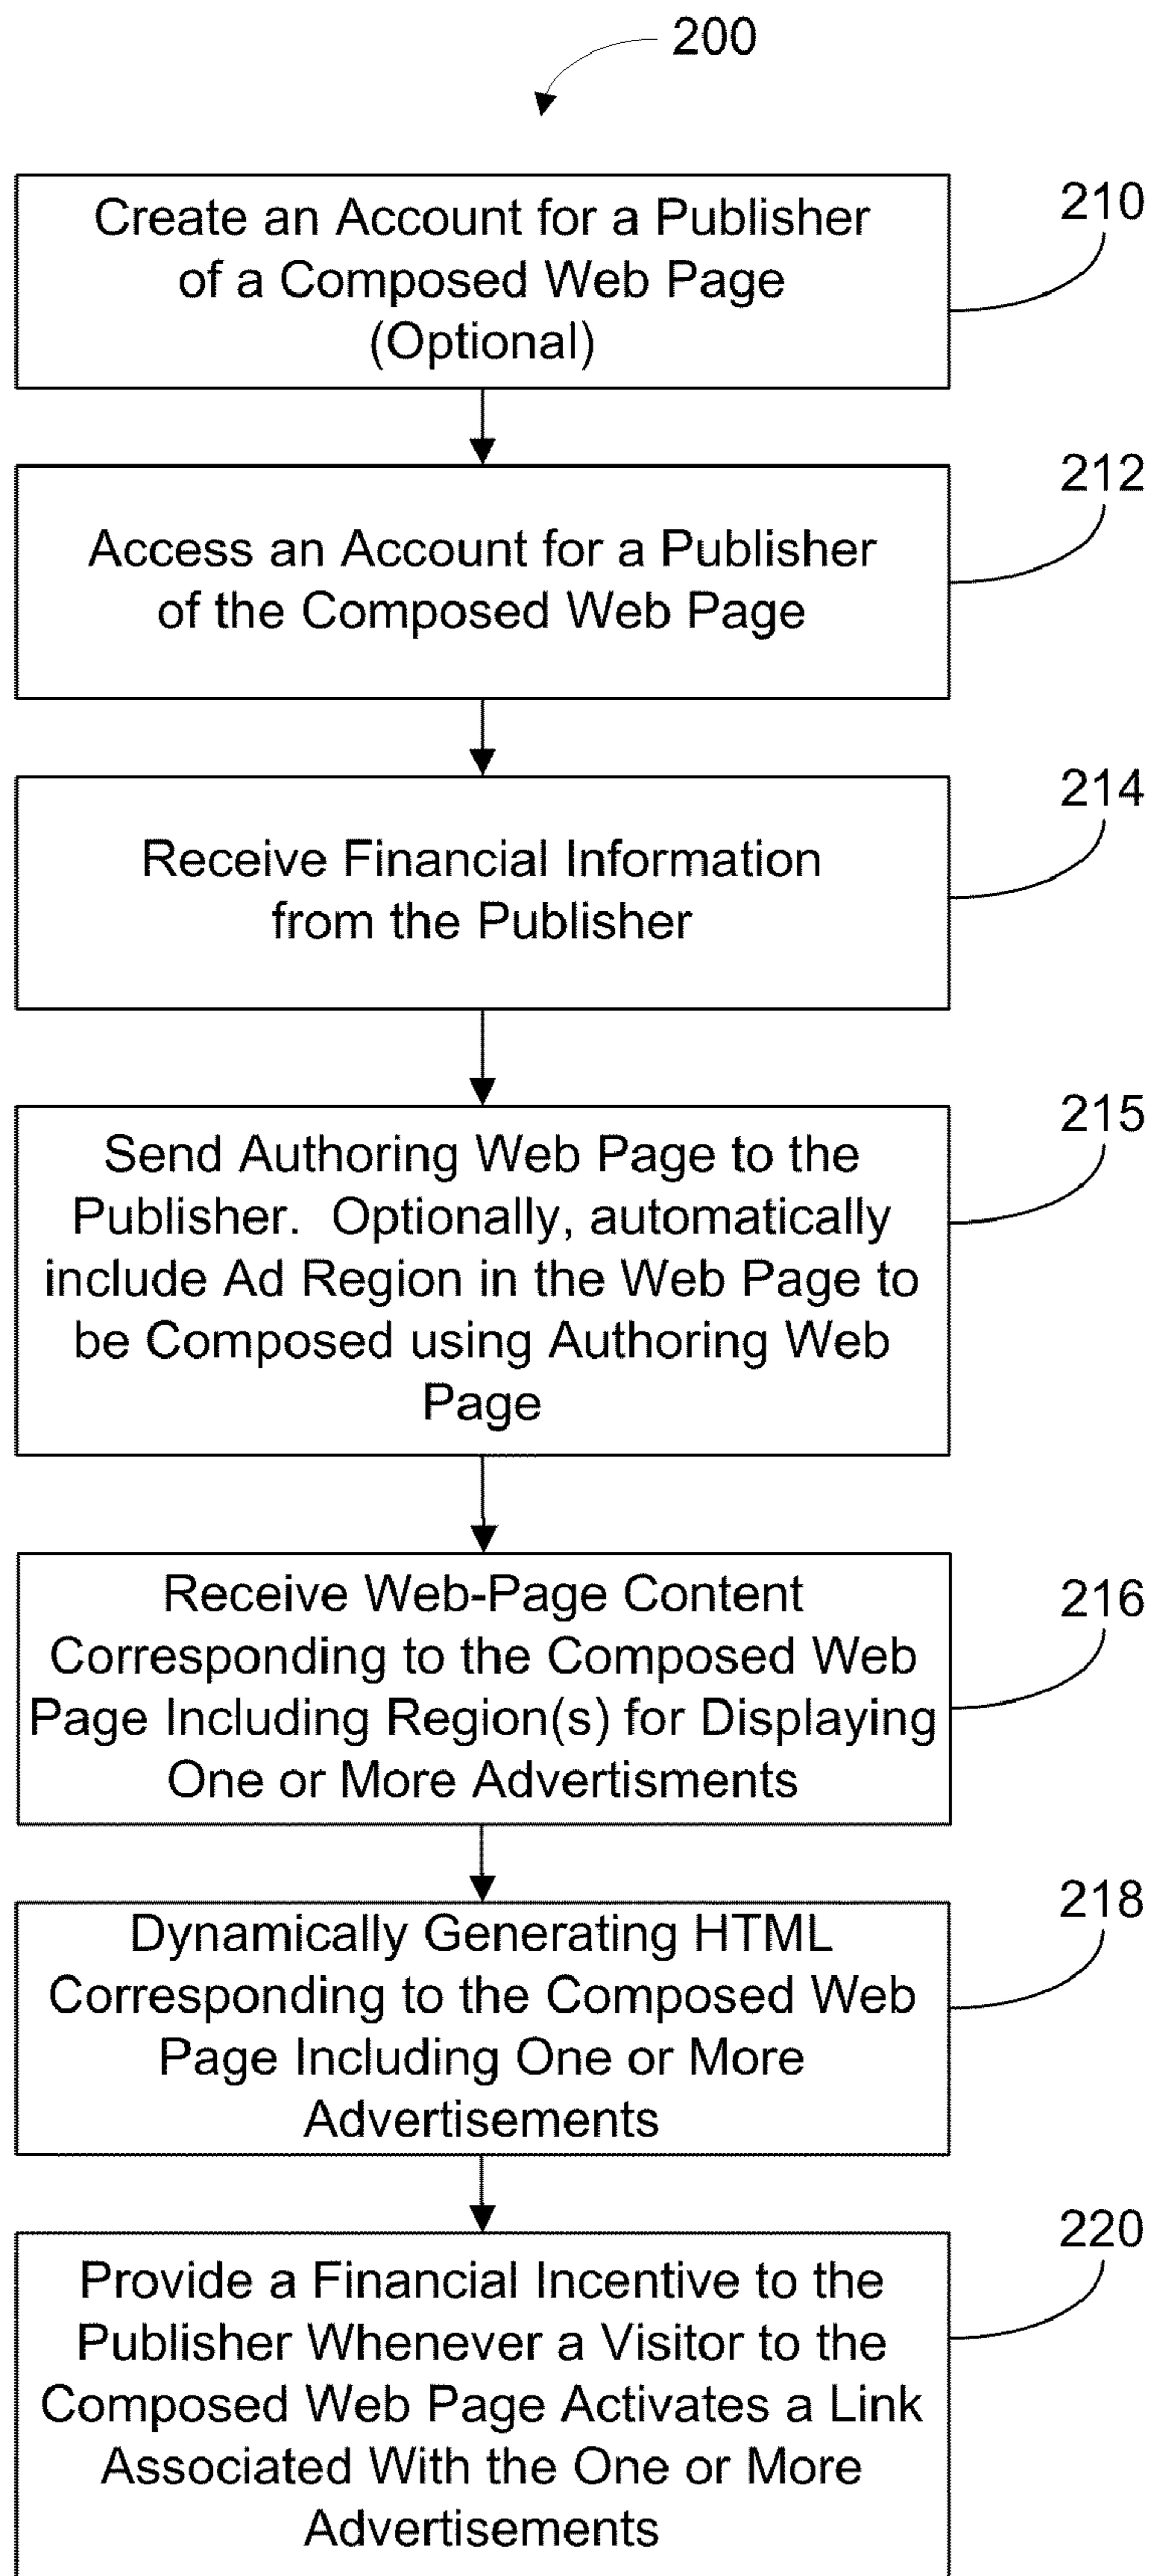 200
Create an Account for a Publisher
of a Composed Web Page
(Optional)
210
Access an Account for a Publisher
of the Composed Web Page
212
Receive Financial Information
from the Publisher
214
Send Authoring Web Page to the
Publisher.  Optionally, automatically
include Ad Region in the Web Page to
be Composed using Authoring Web
Page
215
Receive Web-Page Content
Corresponding to the Composed Web
Page Including Region(s) for Displaying
One or More Advertisments
216
Dynamically Generating HTML
Corresponding to the Composed Web
Page Including One or More
Advertisements
218
Provide a Financial Incentive to the
Publisher Whenever a Visitor to the
Composed Web Page Activates a Link
Associated With the One or More
Advertisements
220